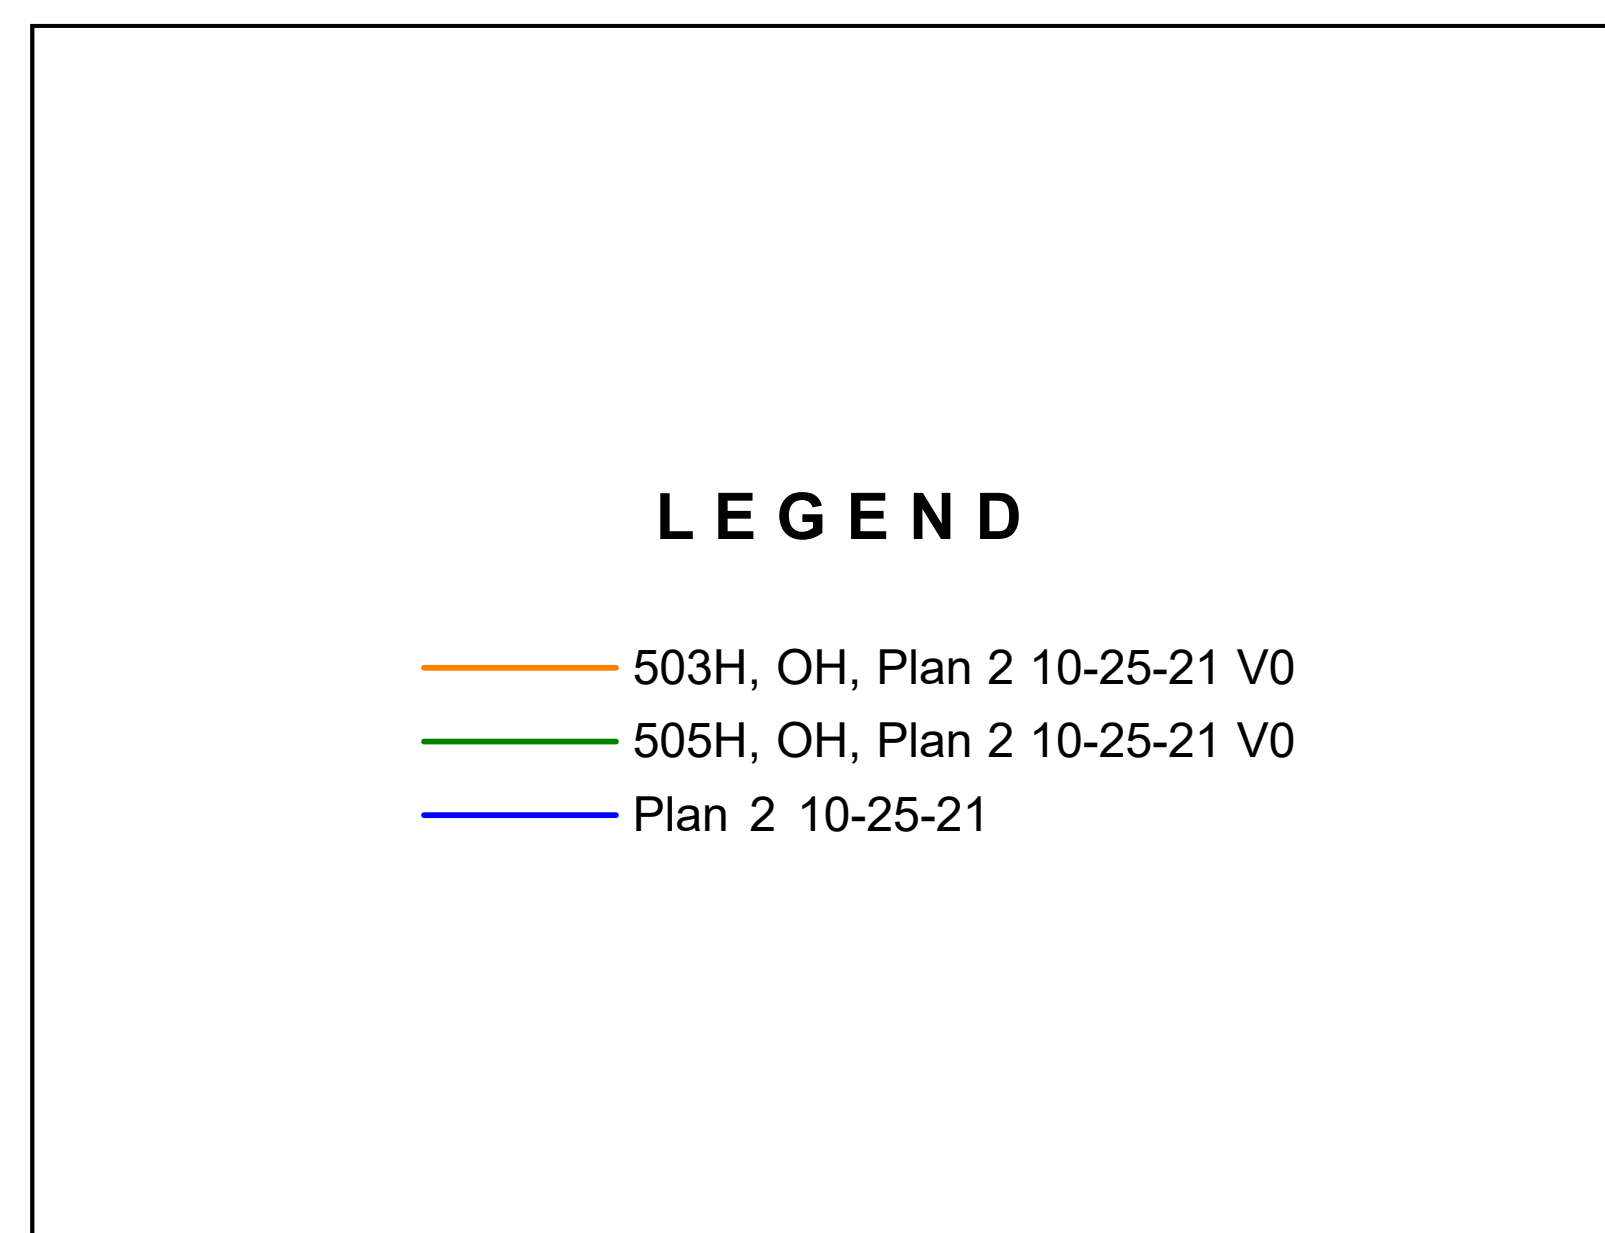 L E G E N D
503H, OH, Plan 2 10-25-21 V0
505H, OH, Plan 2 10-25-21 V0
Plan 2 10-25-21